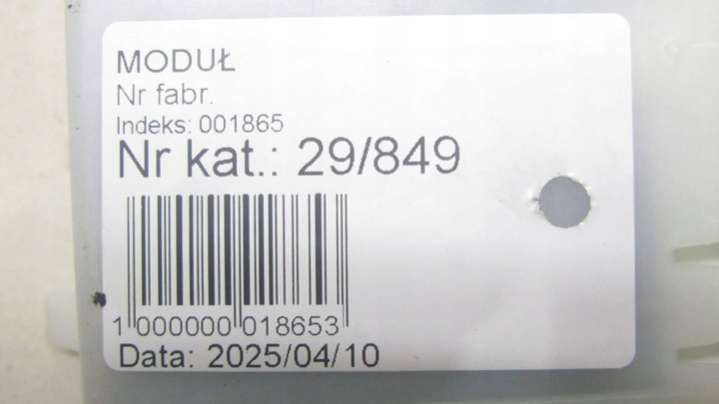 MODUŁ
Nr fabr.
Indeks: 001865
Nr kat.: 29/849
1 000000 018653
Data: 2025/04/10